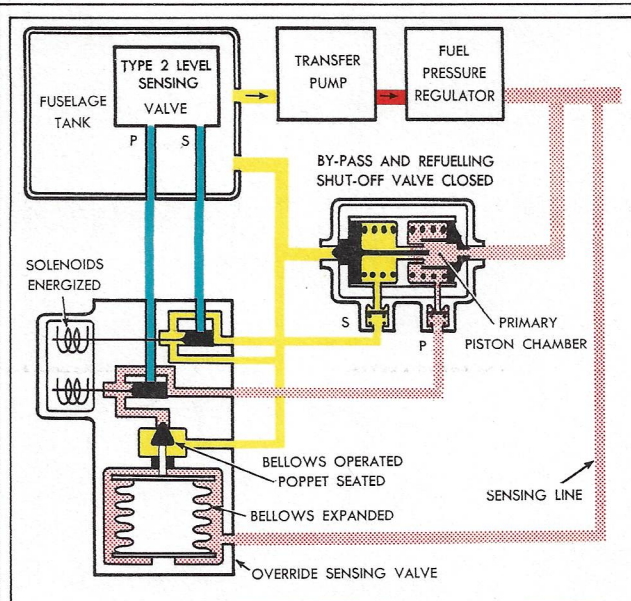 TYPE 2 LEVEL
SENSING
VALVE
FUSELAGE
TANK
P
S
TRANSFER
PUMP
FUEL
PRESSURE
REGULATOR
BY-PASS AND REFUELLING
SHUT-OFF VALVE CLOSED
SOLENOIDS
ENERGIZED
S
P
PRIMARY
PISTON CHAMBER
BELLOWS OPERATED
POPPET SEATED
BELLOWS EXPANDED
SENSING LINE
OVERRIDE SENSING VALVE